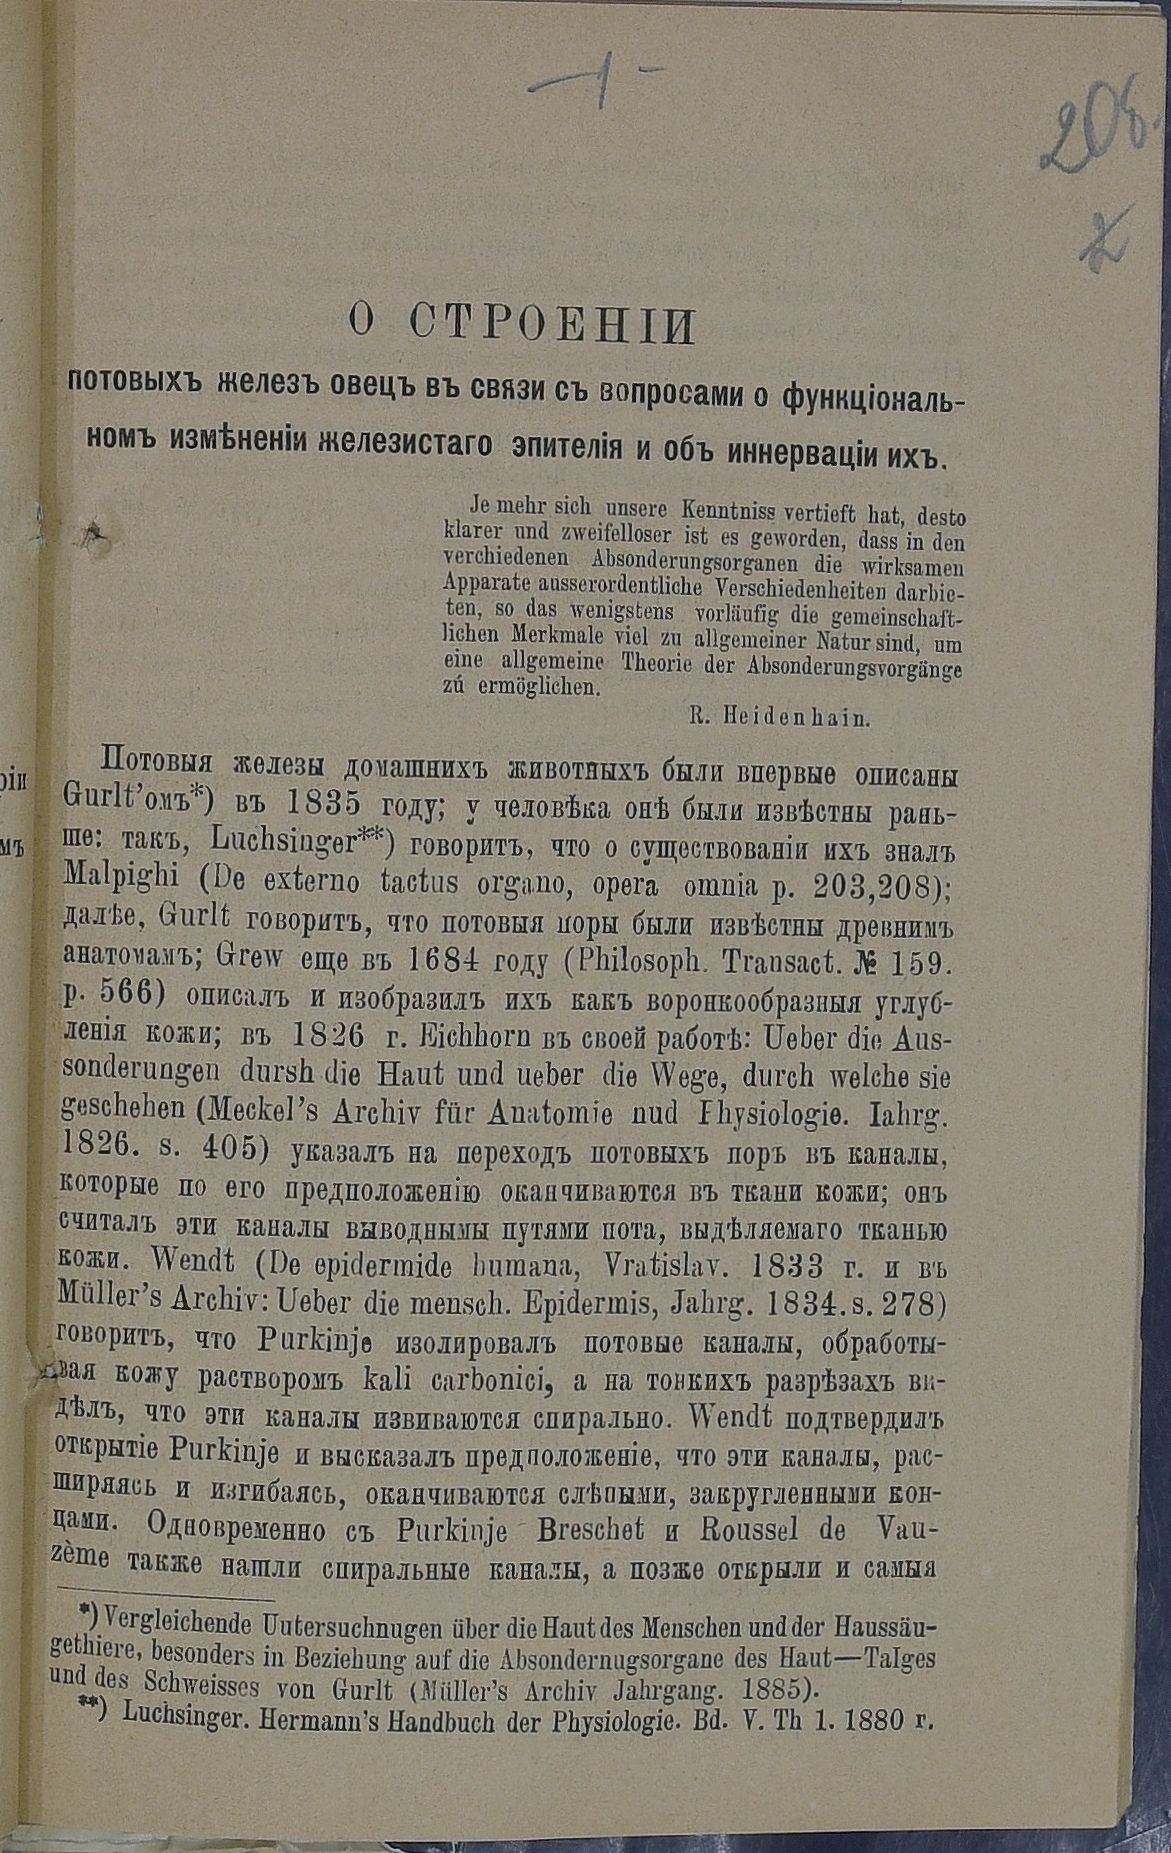 -1-
208.
О СТРОЕНІИ
потовыхъ железъ овецъ въ связи съ вопросами о функціональ-
номъ измѣненіи железистаго эпителія и объ иннерваціи ихъ.
Je mehr sich unsere Kenntniss vertieft hat, desto
klarer und zweifelloser ist es geworden, dass in den
verchiedenen Absonderungsorganen die wirksamen
Apparate ausserordentliche Verschiedenheiten darbie-
ten, so das wenigstens vorläufig die gemeinschaft-
lichen Merkmale viel zu allgemeiner Natur sind, um
eine allgemeine Theorie der Absonderungsvorgänge
zú ermöglichen.
R. Heidenhain.
Потовыя железы домашнихъ животныхъ были впервые описаны
Gurlt’омъ*) въ 1835 году; у человѣка онѣ были извѣстны рань-
ше: такъ, Luchsinger**) говоритъ, что о существованіи ихъ зналъ
Malpighi (De externo tactus organo, opera omnia p. 203,208);
далѣе, Gurlt говоритъ, что потовыя поры были извѣстны древнимъ
анатомамъ; Grew еще въ 1684 году (Philosoph. Transact. № 159.
p. 566) описалъ и изобразилъ ихъ какъ воронкообразныя углуб-
ленія кожи; въ 1826 г. Eichhorn въ своей работѣ: Ueber die Aus-
sonderungen dursh die Haut und ueber die Wege, durch welche sie
geschehen (Meckel’s Archiv für Anatomie nud Physiologie. Iahrg.
1826. s. 405) указалъ на переходъ потовыхъ поръ въ каналы,
которые по его предположенію оканчиваются въ ткани кожи; онъ
считалъ эти каналы выводнымы путями пота, выдѣляемаго тканью
кожи. Wendt (De epidermide humana, Vratislav. 1833 г. и въ
Müller’s Archiv: Ueber die mensch. Epidermis, Jahrg. 1834. s. 278)
говоритъ, что Purkinje изолировалъ потовые каналы, обработы-
вая кожу растворомъ kali carbonici, а на тонкихъ разрѣзахъ ви-
дѣлъ, что эти каналы извиваются спирально. Wendt подтвердилъ
открытіе Purkinje и высказалъ предположеніе, что эти каналы, рас-
ширяясь и изгибаясь, оканчиваются слѣпыми, закругленными кон-
цами. Одновременно съ Purkinje Breschet и Roussel de Vau-
zème также нашли спиральные каналы, а позже открыли и самыя
*) Vergleichende Uutersuchnugen über die Haut des Menschen und der Haussäu-
gethiere, besonders in Beziehung auf die Absondernugsorgane des Haut—Talges
und des Schweisses von Gurlt (Müller’s Archiv Jahrgang. 1885).
**) Luchsinger. Hermann’s Handbuch der Physiologie. Bd. V. Th 1. 1880 г.